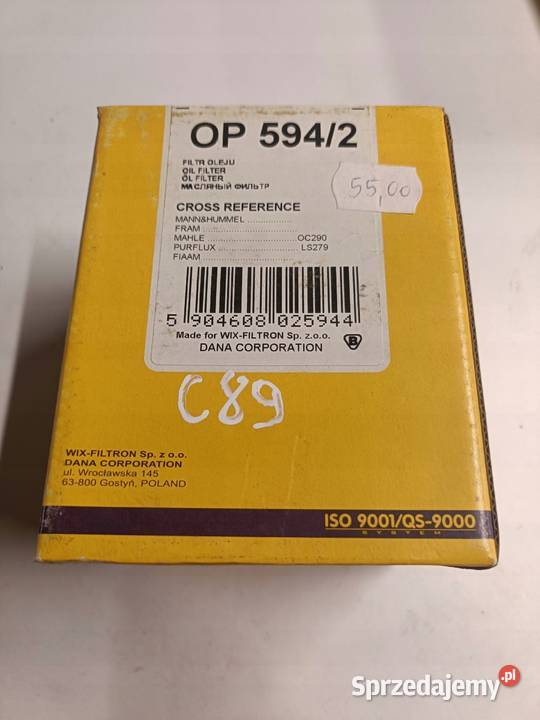 OP 594/2
FILTR OLEJU
OIL FILTER
ÖL FILTER
МАСЛЯНЫЙ ФИЛЬТР
55,00
CROSS REFERENCE
MANN&HUMMEL ....................
FRAM ....................
MAHLE .................... OC290
PURFLUX .................... LS279
FIAAM ....................
5 904608 025944
Made for WIX-FILTRON Sp. z.o.o.
DANA CORPORATION
B
C89
WIX-FILTRON Sp. z o.o.
DANA CORPORATION
ul. Wrocławska 145
63-800 Gostyń, POLAND
ISO 9001/QS-9000
SYSTEM
Sprzedajemy.pl